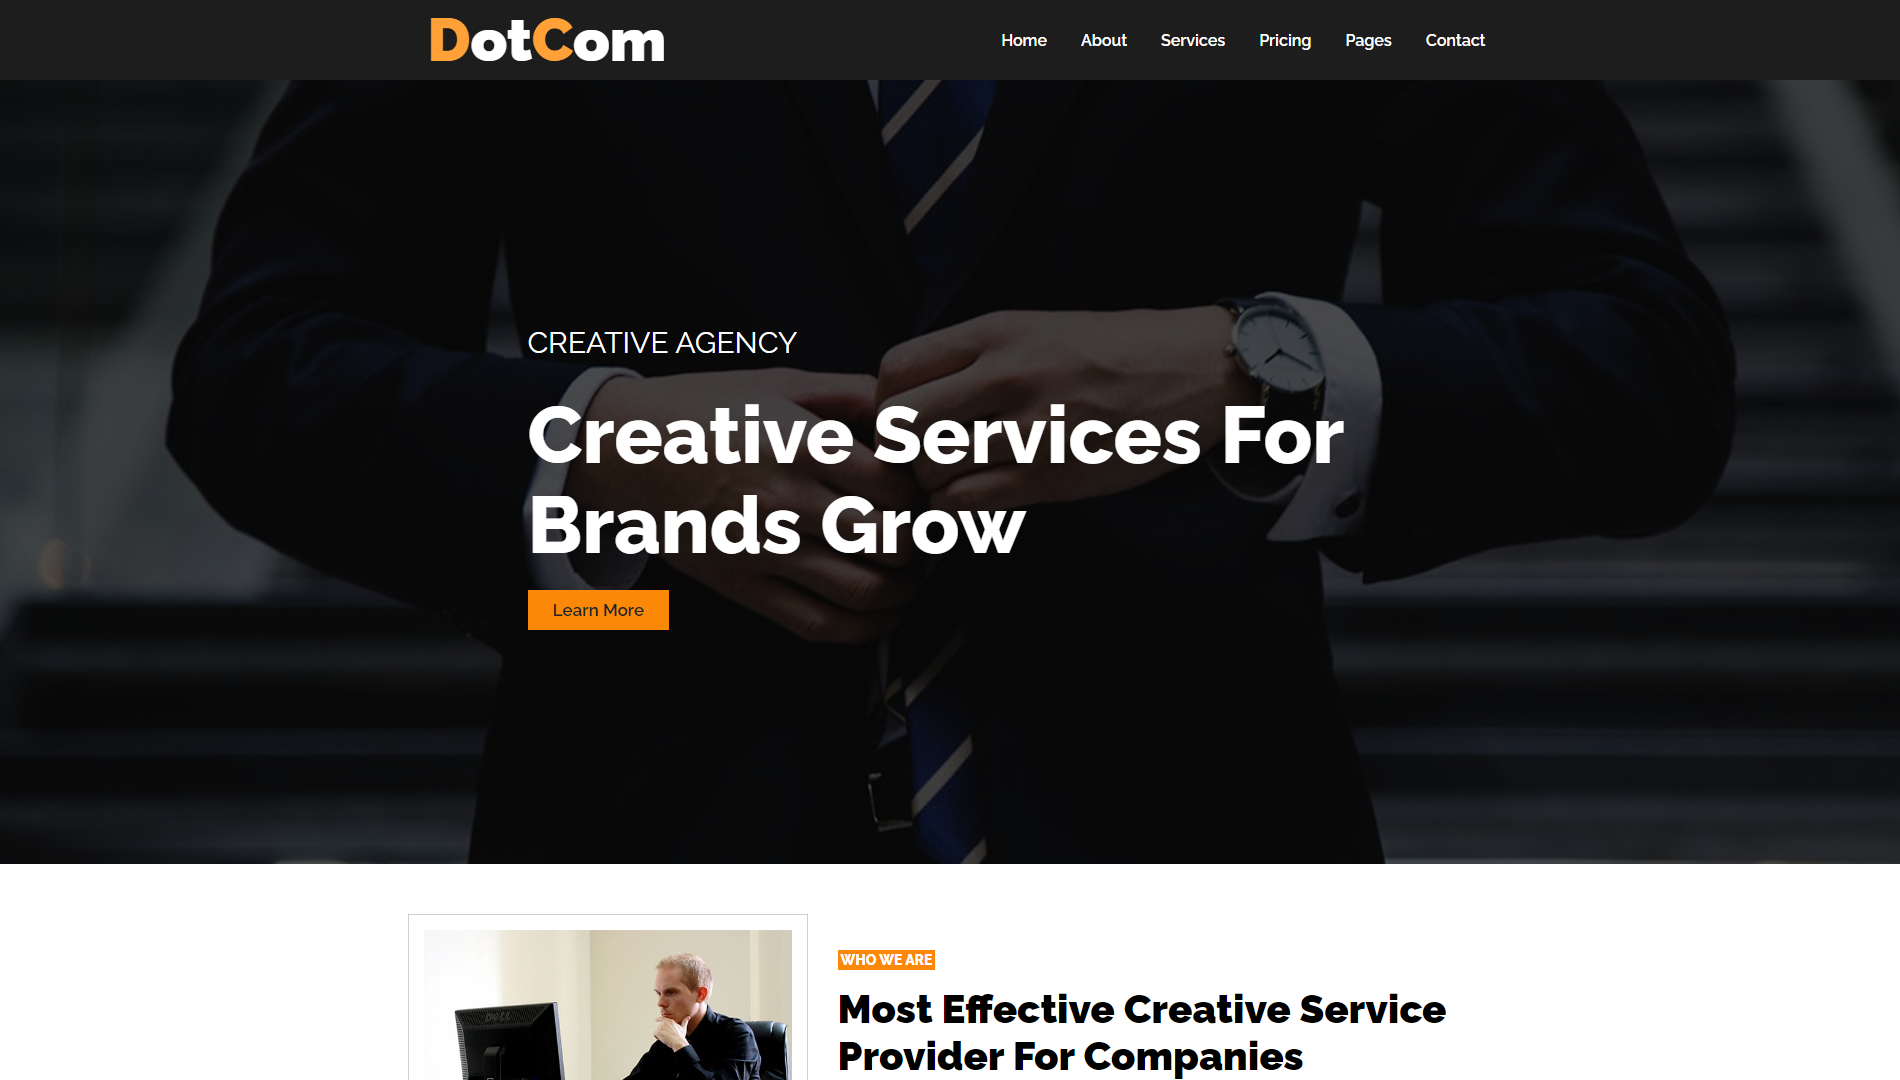 DotCom
Home About Services Pricing Pages Contact
CREATIVE AGENCY
Creative Services For
Brands Grow
Learn More
WHO WE ARE
Most Effective Creative Service
Provider For Companies
DELL